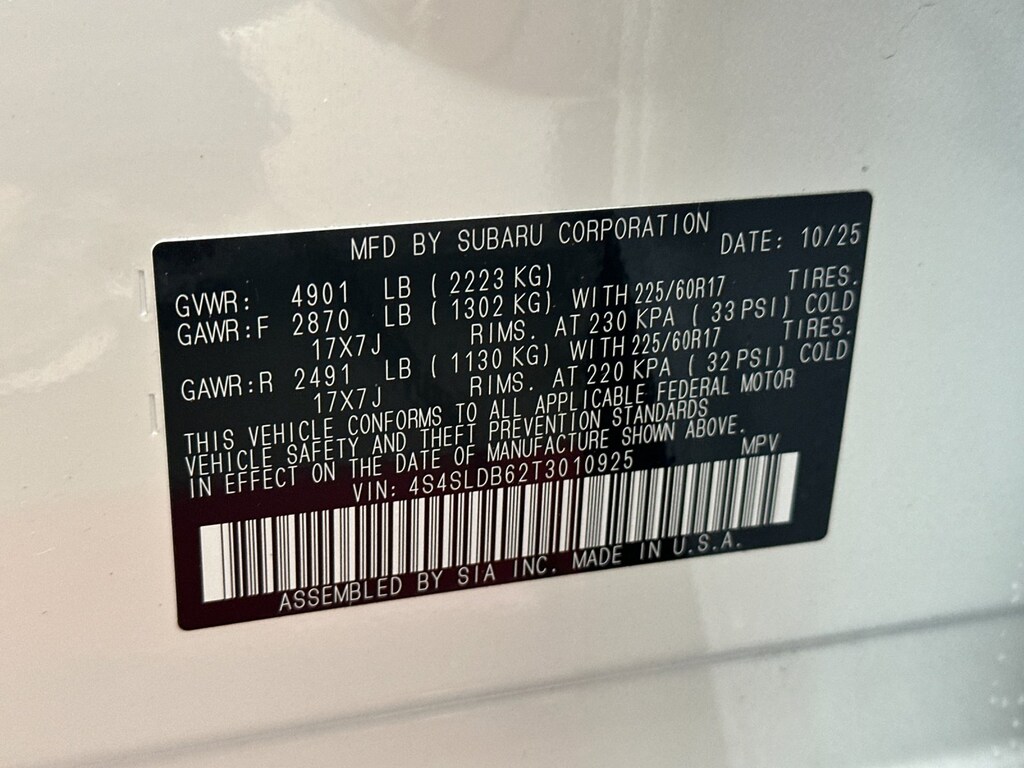 MFD BY SUBARU CORPORATION DATE: 10/25
GVWR: 4901 LB ( 2223 KG)
GAWR:F 2870 LB ( 1302 KG) WITH 225/60R17 TIRES.
17X7J RIMS. AT 230 KPA ( 33 PSI) COLD
GAWR:R 2491 LB ( 1130 KG) WITH 225/60R17 TIRES.
17X7J RIMS. AT 220 KPA ( 32 PSI) COLD
THIS VEHICLE CONFORMS TO ALL APPLICABLE FEDERAL MOTOR
VEHICLE SAFETY AND THEFT PREVENTION STANDARDS
IN EFFECT ON THE DATE OF MANUFACTURE SHOWN ABOVE.
VIN: 4S4SLDB62T3010925 MPV
ASSEMBLED BY SIA INC. MADE IN U.S.A.